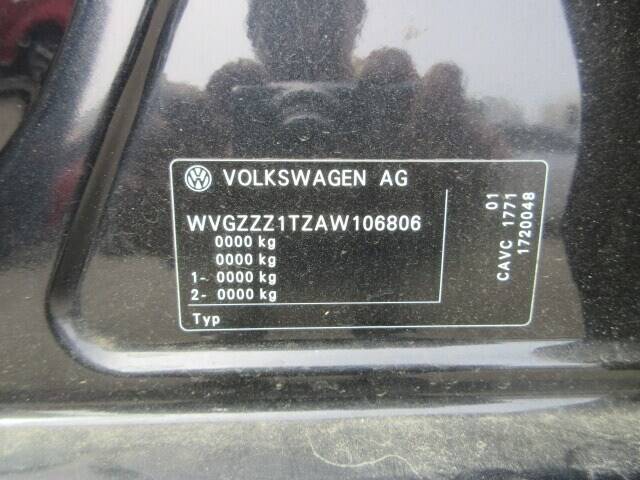 VOLKSWAGEN AG
WVGZZZ1TZAW106806
0000 kg
0000 kg
1- 0000 kg
2- 0000 kg
Typ
01
CAVC 1771
1720048